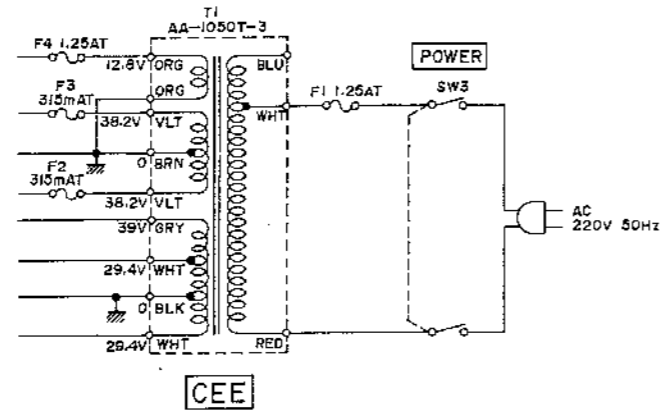 T1
AA-1050T-3
F4 1.25AT
12.8V
ORG
BLU
POWER
ORG
F3
315mAT
38.2V
VLT
WHT
F1 1.25AT
SW3
0
BRN
F2
315mAT
38.2V
VLT
39V
GRY
AC
220V 50Hz
29.4V
WHT
0
BLK
29.4V
WHT
RED
CEE